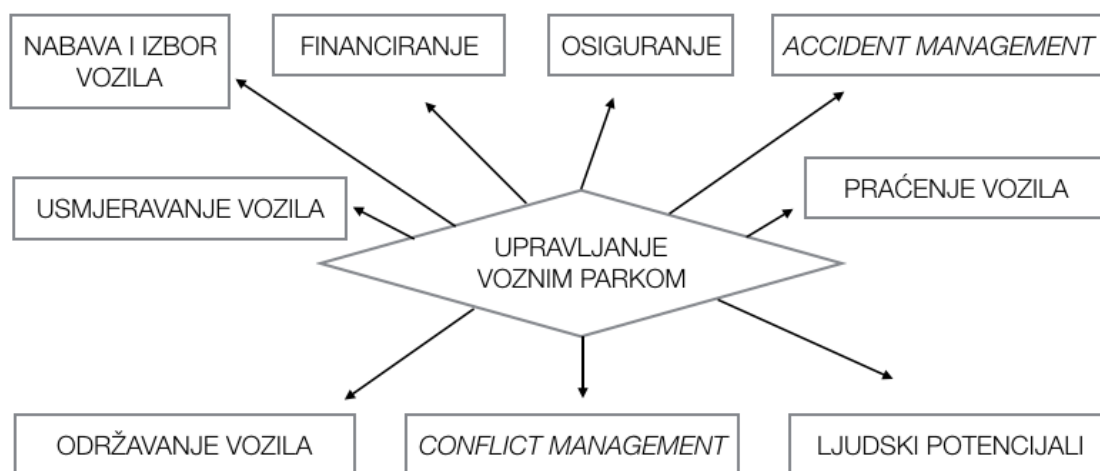 NABAVA I IZBOR
VOZILA
FINANCIRANJE
OSIGURANJE
ACCIDENT MANAGEMENT
USMJERAVANJE VOZILA
PRAĆENJE VOZILA
UPRAVLJANJE
VOZNIM PARKOM
ODRŽAVANJE VOZILA
CONFLICT MANAGEMENT
LJUDSKI POTENCIJALI